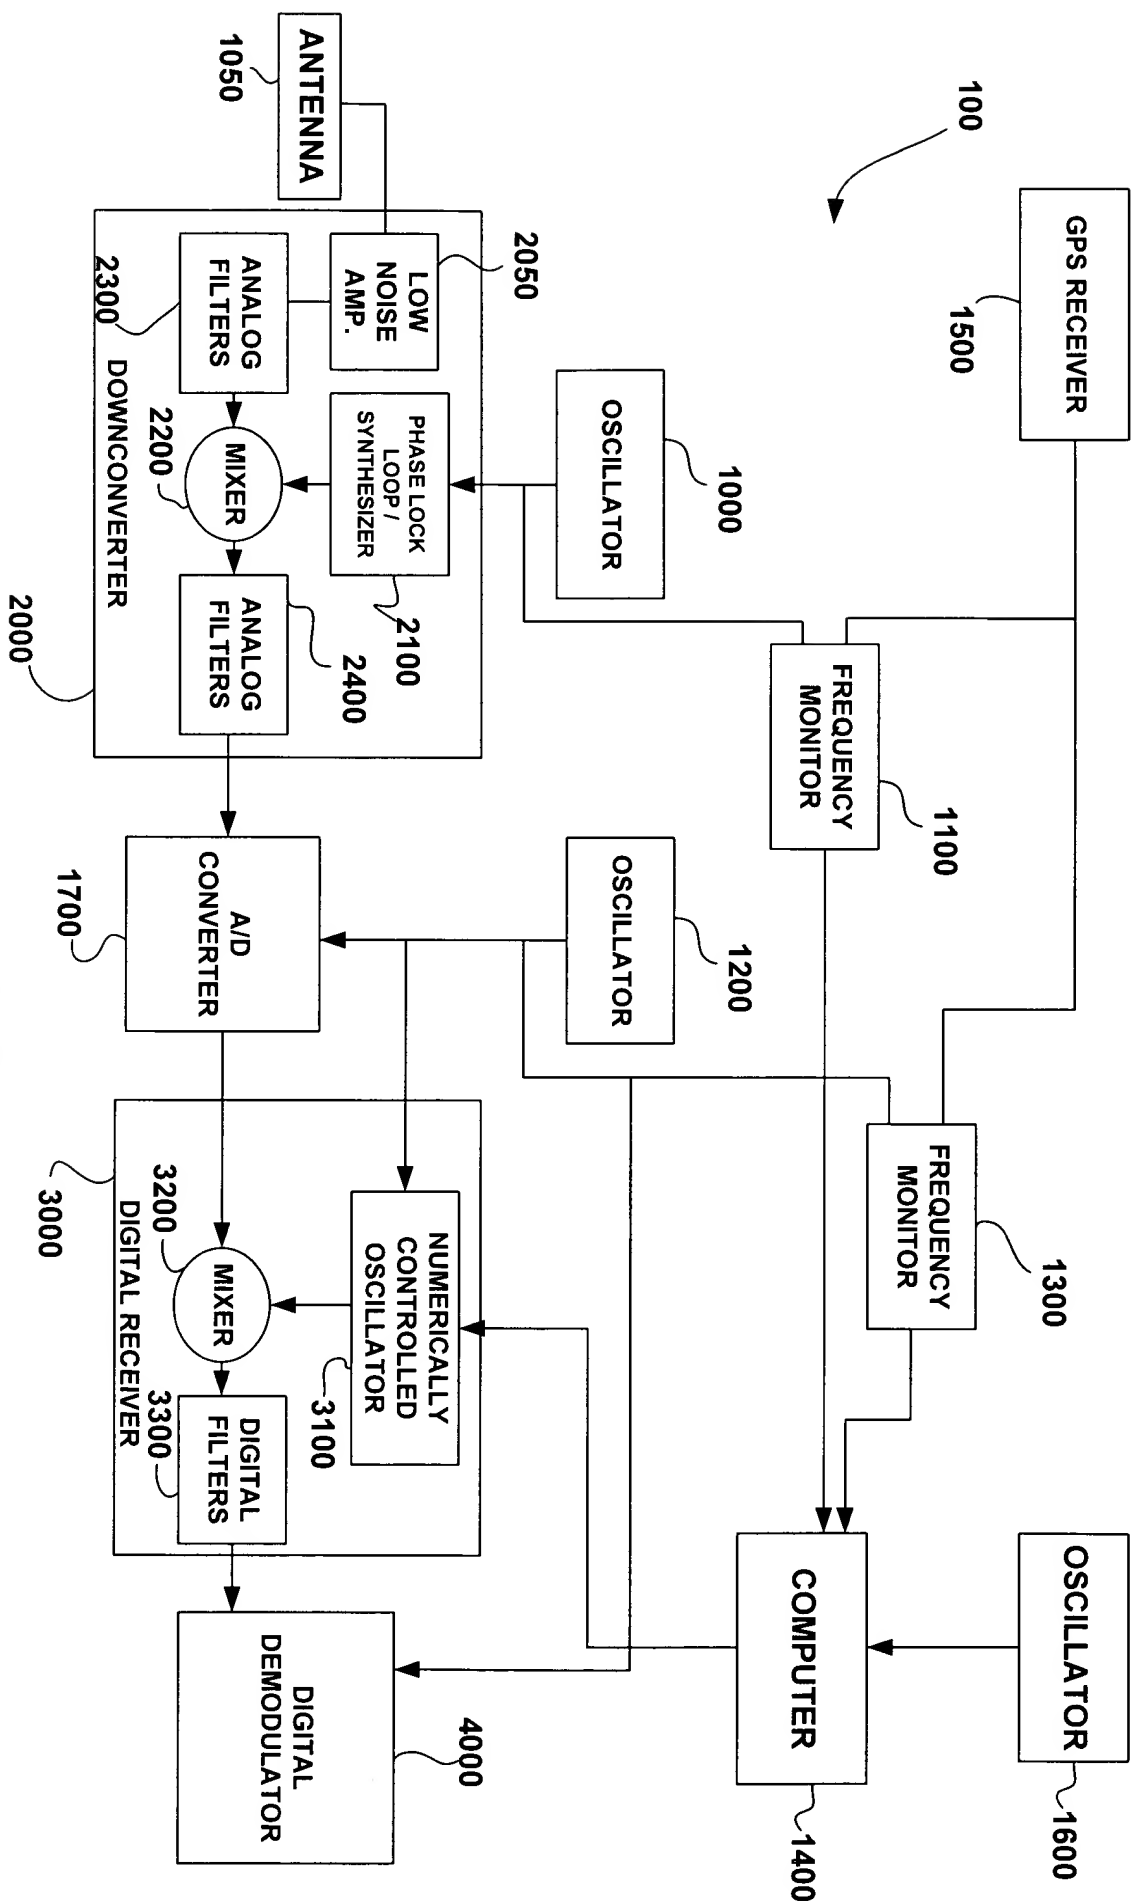 100
GPS RECEIVER
1500
OSCILLATOR
1600
FREQUENCY
MONITOR
1100
FREQUENCY
MONITOR
1300
COMPUTER
1400
OSCILLATOR
1000
OSCILLATOR
1200
ANTENNA
1050
2050
LOW
NOISE
AMP.
PHASE LOCK
LOOP /
SYNTHESIZER
2100
ANALOG
FILTERS
2300
MIXER
2200
ANALOG
FILTERS
2400
DOWNCONVERTER
2000
A/D
CONVERTER
1700
NUMERICALLY
CONTROLLED
OSCILLATOR
3100
MIXER
3200
DIGITAL
FILTERS
3300
DIGITAL RECEIVER
3000
DIGITAL
DEMODULATOR
4000